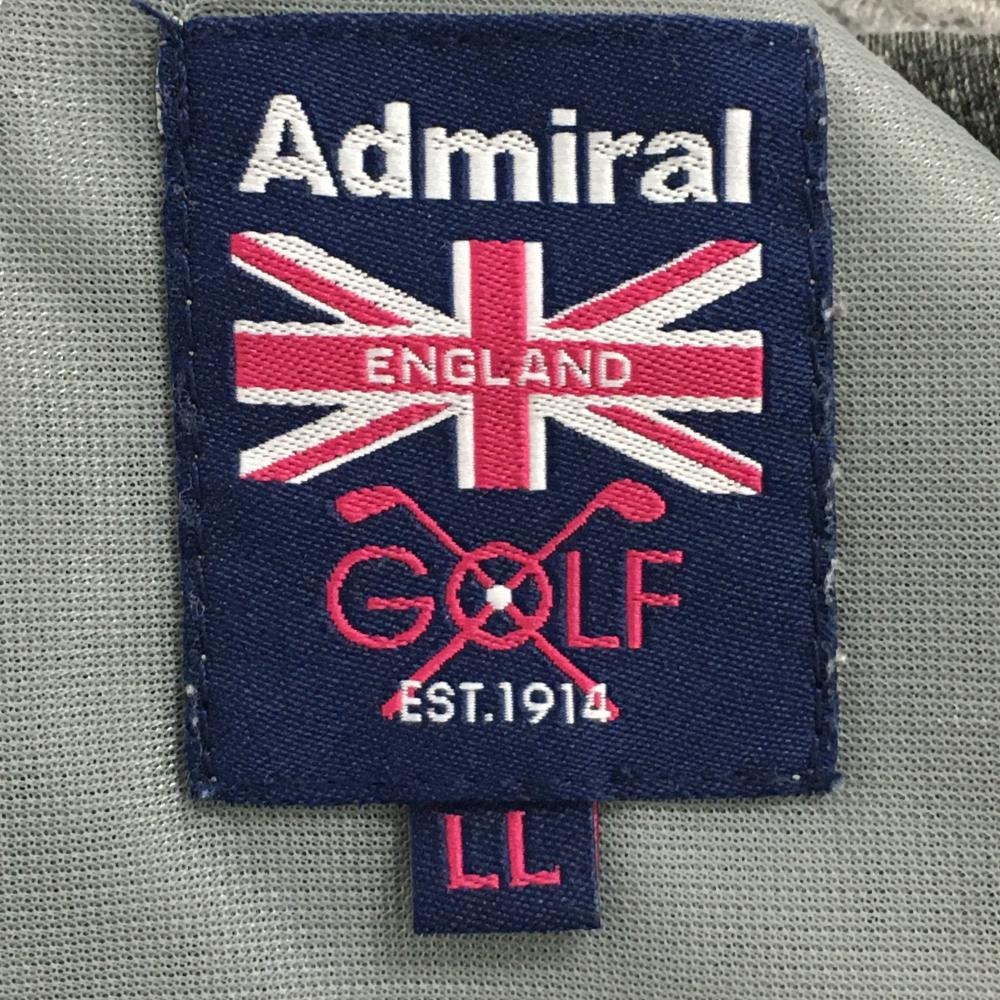 Admiral
ENGLAND
GOLF
EST.1914
LL